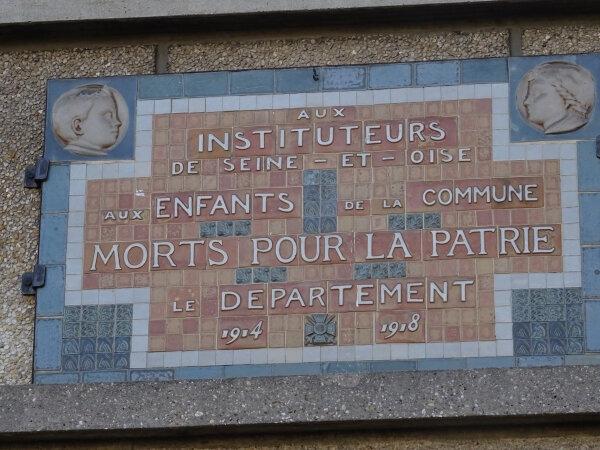 AUX
INSTITUTEURS
DE SEINE - ET - OISE
AUX ENFANTS DE LA COMMUNE
MORTS POUR LA PATRIE
LE DEPARTEMENT
1914 1918